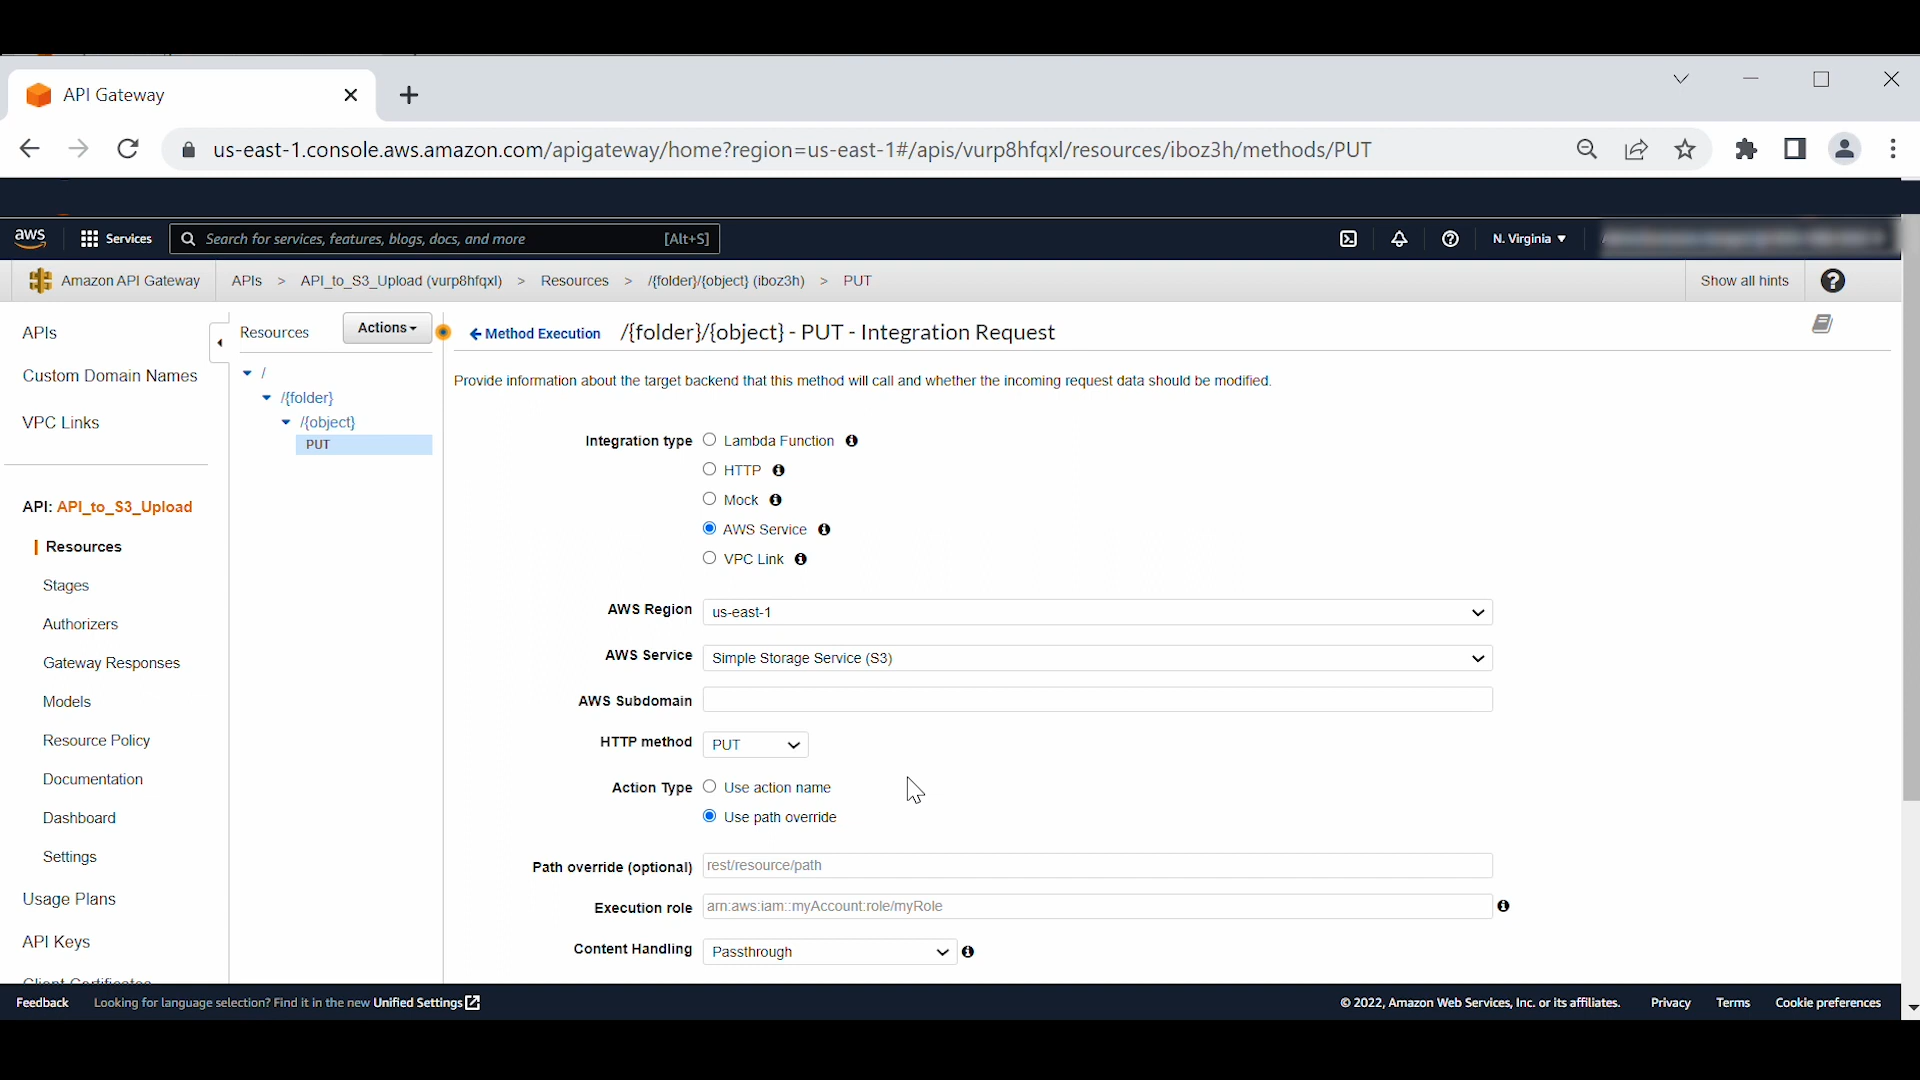 API Gateway
us-east-1.console.aws.amazon.com/apigateway/home?region=us-east-1#/apis/vurp8hfqxl/resources/iboz3h/methods/PUT
aws
Services
Search for services, features, blogs, docs, and more
[Alt+S]
N. Virginia
Amazon API Gateway
APIs > API_to_S3_Upload (vurp8hfqxl) > Resources > /{folder}/{object} (iboz3h) > PUT
Show all hints
APIs
Custom Domain Names
VPC Links
API: API_to_S3_Upload
Resources
Stages
Authorizers
Gateway Responses
Models
Resource Policy
Documentation
Dashboard
Settings
Usage Plans
API Keys
Client Certificates
Resources
Actions
/
/{folder}
/{object}
PUT
Method Execution
/{folder}/{object} - PUT - Integration Request
Provide information about the target backend that this method will call and whether the incoming request data should be modified.
Integration type
Lambda Function
HTTP
Mock
AWS Service
VPC Link
AWS Region
us-east-1
AWS Service
Simple Storage Service (S3)
AWS Subdomain
HTTP method
PUT
Action Type
Use action name
Use path override
Path override (optional)
rest/resource/path
Execution role
arn:aws:iam::myAccount:role/myRole
Content Handling
Passthrough
Feedback
Looking for language selection? Find it in the new Unified Settings
© 2022, Amazon Web Services, Inc. or its affiliates.
Privacy
Terms
Cookie preferences